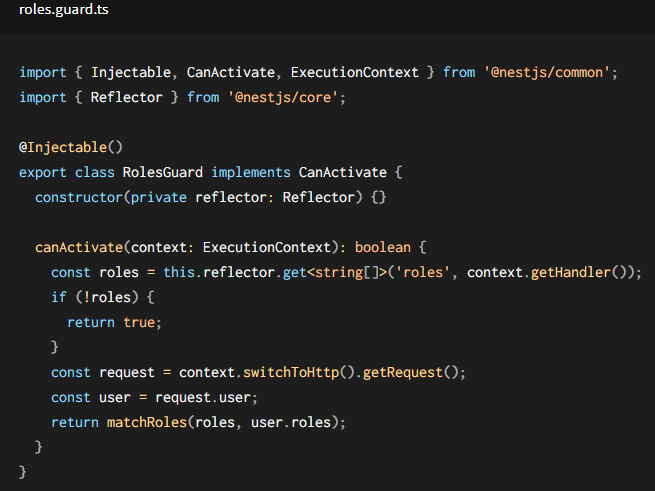 roles.guard.ts
import { Injectable, CanActivate, ExecutionContext } from '@nestjs/common';
import { Reflector } from '@nestjs/core';
@Injectable()
export class RolesGuard implements CanActivate {
constructor(private reflector: Reflector) {}
canActivate(context: ExecutionContext): boolean {
const roles = this.reflector.get<string[]>('roles', context.getHandler());
if (!roles) {
return true;
}
const request = context.switchToHttp().getRequest();
const user = request.user;
return matchRoles(roles, user.roles);
}
}